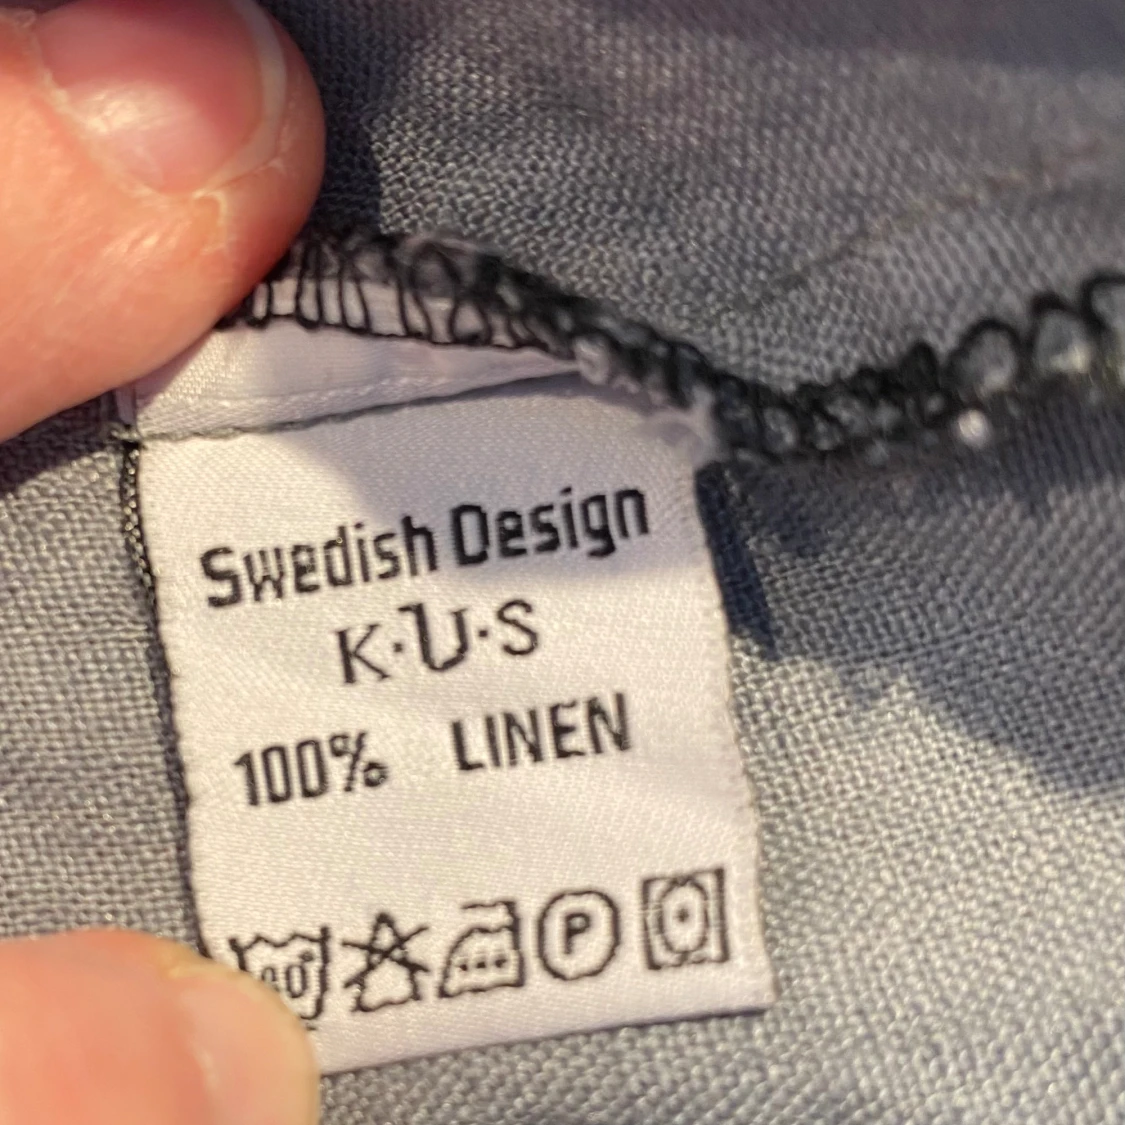 Swedish Design
K·U·S
100% LINEN
P